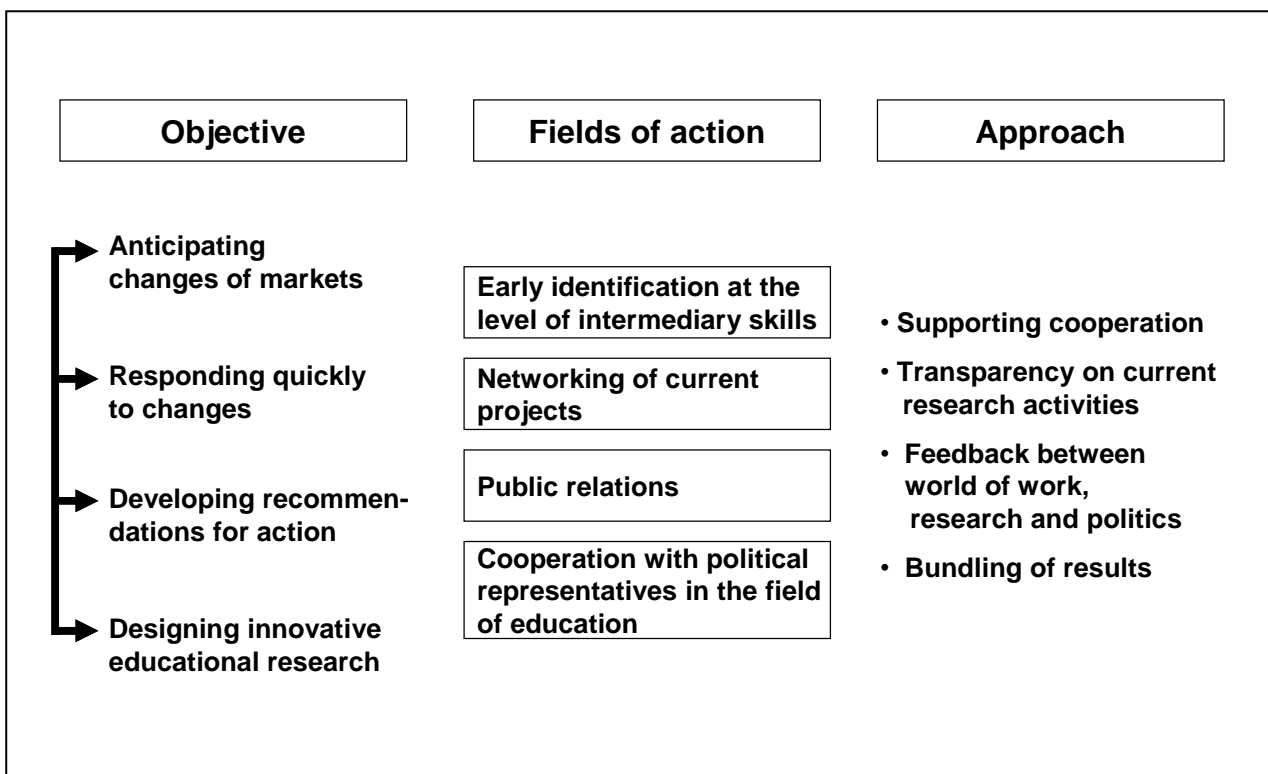 Objective
Fields of action
Approach
Anticipating
changes of markets
Responding quickly
to changes
Developing recommen-
dations for action
Designing innovative
educational research
Early identification at the
level of intermediary skills
Networking of current
projects
Public relations
Cooperation with political
representatives in the field
of education
• Supporting cooperation
• Transparency on current
research activities
• Feedback between
world of work,
research and politics
• Bundling of results